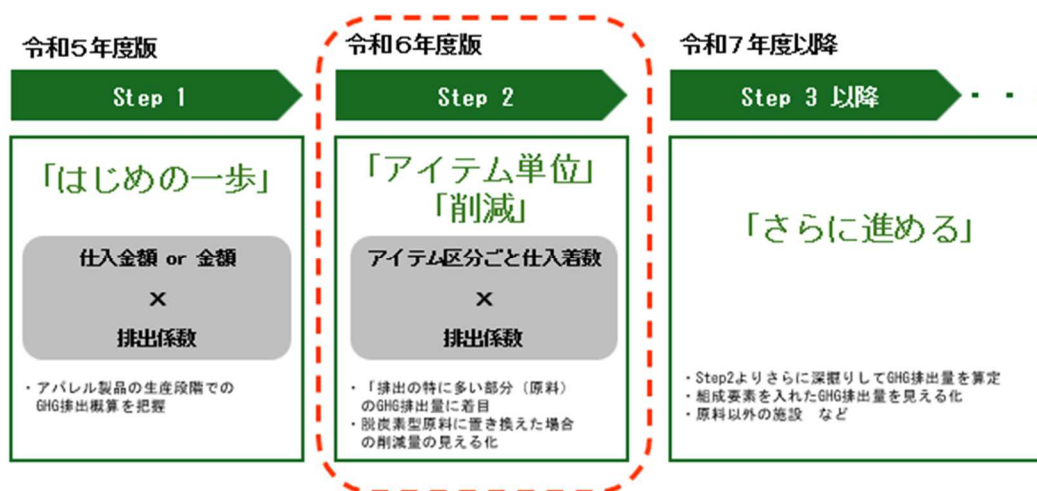 令和5年度版
Step 1
「はじめの一歩」
仕入金額 or 金額
×
排出係数
・アパレル製品の生産段階での
GHG排出概算を把握
令和6年度版
Step 2
「アイテム単位」
「削減」
アイテム区分ごと仕入着数
×
排出係数
・「排出の特に多い部分（原料）
のGHG排出量に着目
・脱炭素型原料に置き換えた場合
の削減量の見える化
令和7年度以降
Step 3 以降
・・・
「さらに進める」
・Step2よりさらに深掘りしてGHG排出量を算定
・組成要素を入れたGHG排出量を見える化
・原料以外の施設　など